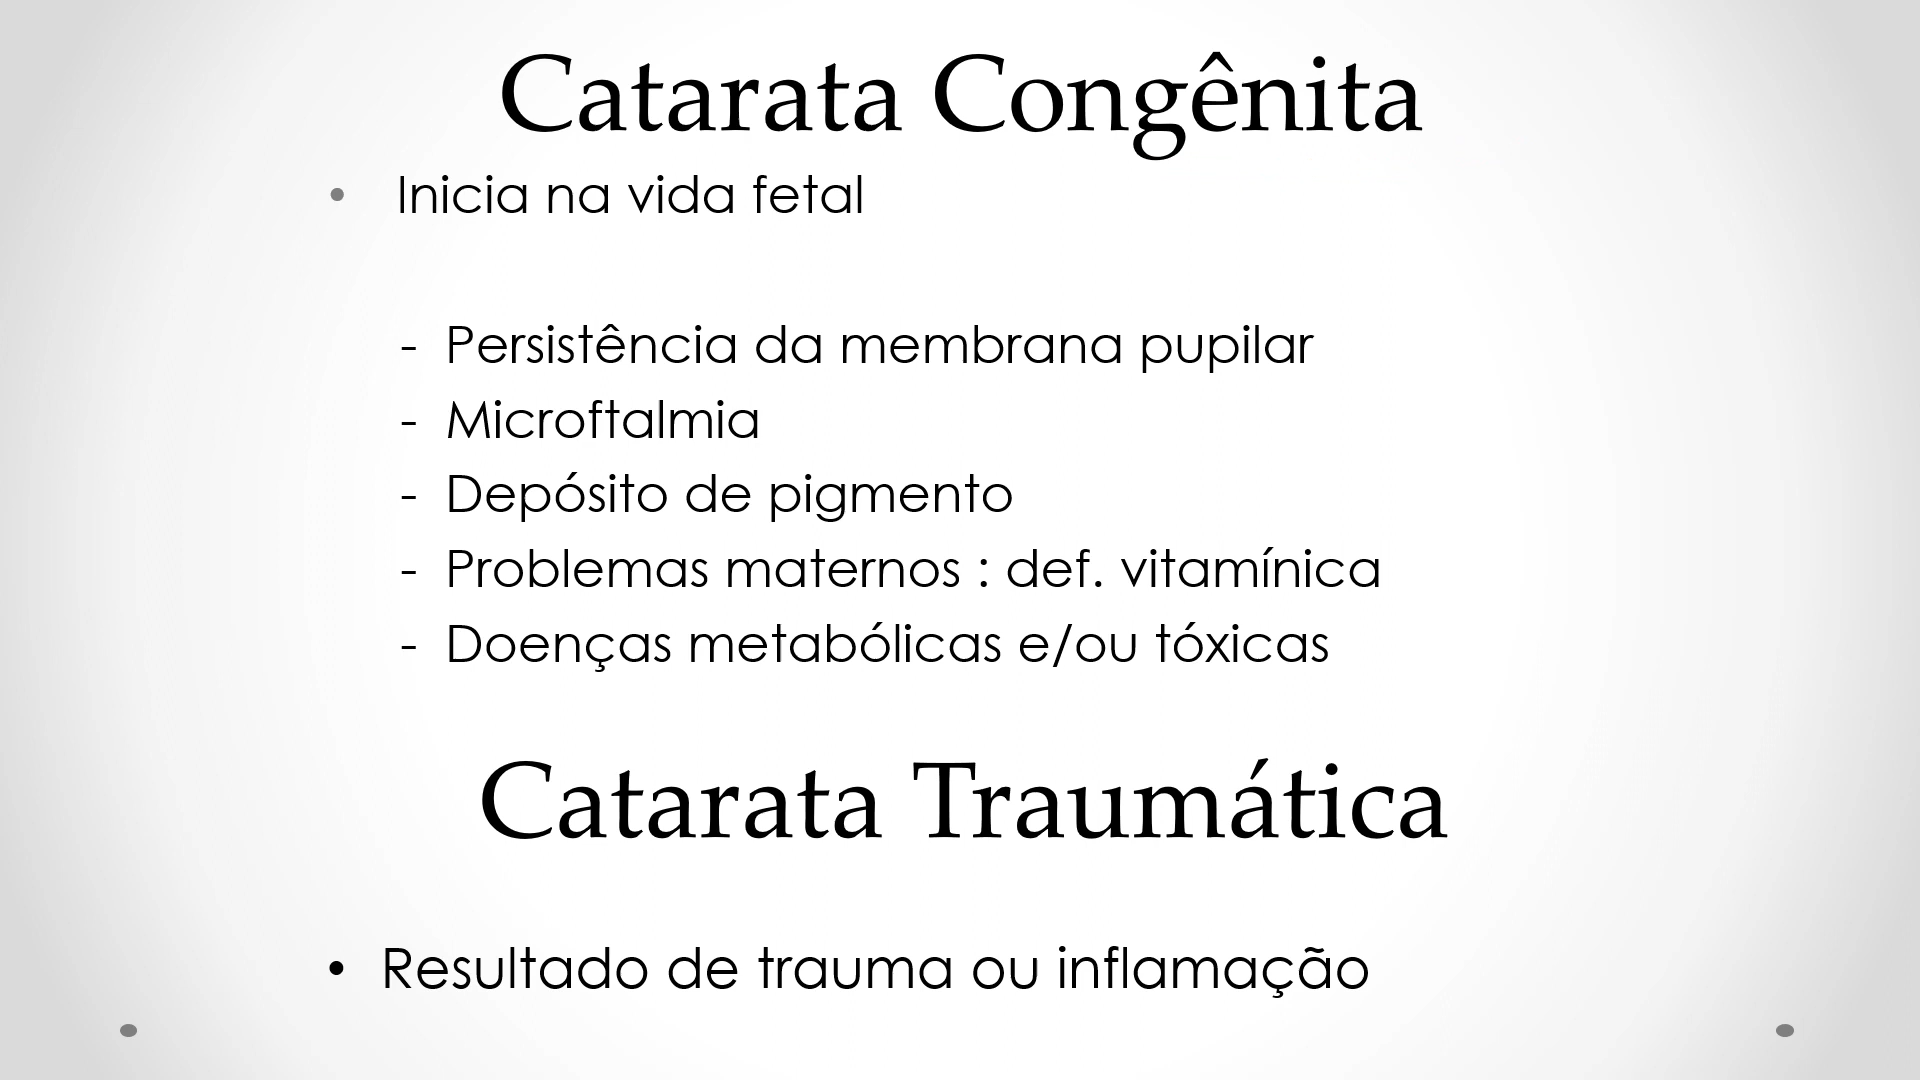 Catarata Congênita
• Inicia na vida fetal
- Persistência da membrana pupilar
- Microftalmia
- Depósito de pigmento
- Problemas maternos : def. vitamínica
- Doenças metabólicas e/ou tóxicas
Catarata Traumática
• Resultado de trauma ou inflamação